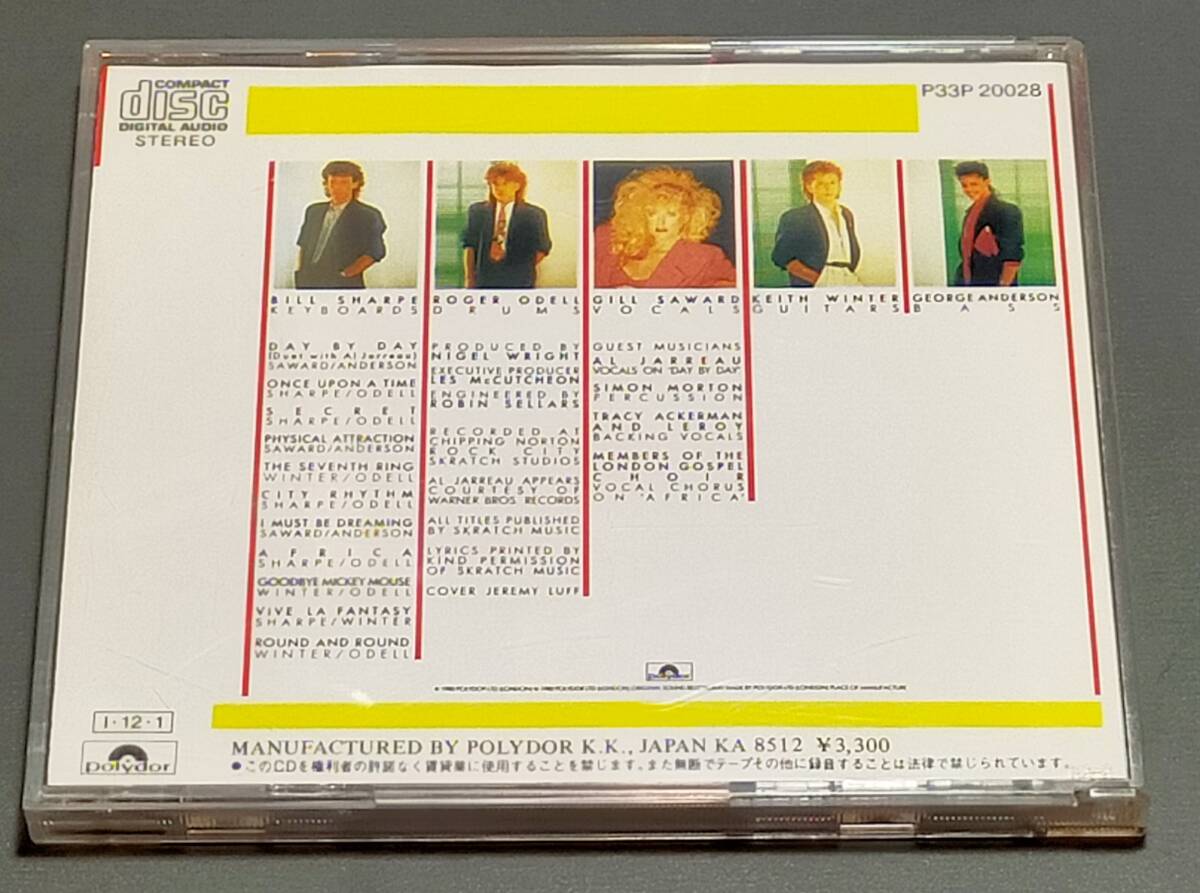 COMPACT
disc
DIGITAL AUDIO
STEREO
P33P 20028
BILL SHARPE
KEYBOARDS
ROGER ODELL
DRUMS
GILL SAWARD
VOCALS
KEITH WINTER
GUITARS
GEORGE ANDERSON
BASS
DAY BY DAY
(Duet with Al Jarreau)
SAWARD/ANDERSON
ONCE UPON A TIME
SHARPE/ODELL
SECRET
SHARPE/ODELL
PHYSICAL ATTRACTION
SAWARD/ANDERSON
THE SEVENTH RING
WINTER/ODELL
CITY RHYTHM
SHARPE/ODELL
I MUST BE DREAMING
SAWARD/ANDERSON
AFRICA
SHARPE/ODELL
GOODBYE MICKEY MOUSE
WINTER/ODELL
VIVE LA FANTASY
SHARPE/WINTER
ROUND AND ROUND
WINTER/ODELL
PRODUCED BY
NIGEL WRIGHT
EXECUTIVE PRODUCER
LES McCUTCHEON
ENGINEERED BY
ROBIN SELLARS
RECORDED AT
CHIPPING NORTON
ROCK CITY
SKRATCH STUDIOS
AL JARREAU APPEARS
COURTESY OF
WARNER BROS. RECORDS
ALL TITLES PUBLISHED
BY SKRATCH MUSIC
LYRICS PRINTED BY
KIND PERMISSION
OF SKRATCH MUSIC
COVER JEREMY LUFF
GUEST MUSICIANS
AL JARREAU
VOCALS ON 'DAY BY DAY'
SIMON MORTON
PERCUSSION
TRACY ACKERMAN
AND LEROY
BACKING VOCALS
MEMBERS OF THE
LONDON GOSPEL
CHOIR
VOCAL CHORUS
ON 'AFRICA'
Polydor
I・12・1
Polydor
MANUFACTURED BY POLYDOR K.K., JAPAN KA 8512 ¥3,300
●このCDを権利者の許諾なく賃貸業に使用することを禁じます。また無断でテープその他に録音することは法律で禁じられています。